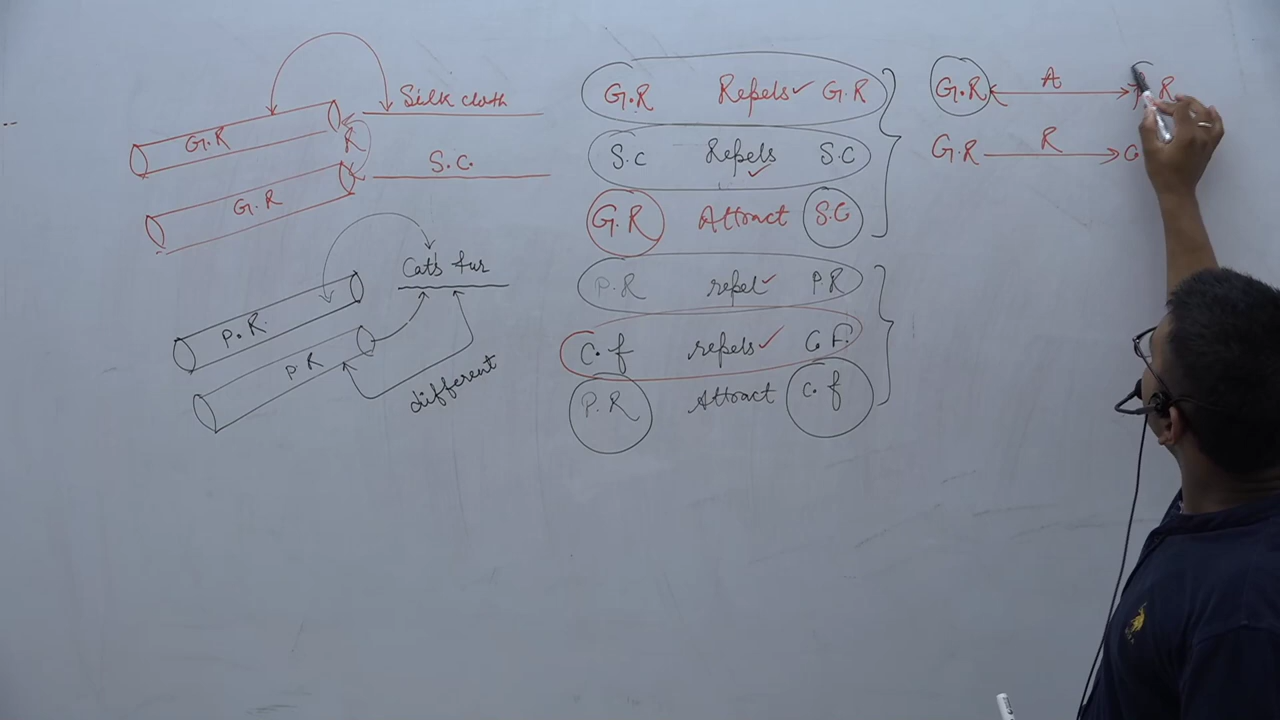 Silk cloth
G.R
R
S.C.
G.R
Cat's fur
P.R.
P R
different
G.R Repels ✓ G.R
S.C Repels ✓ S.C
G.R Attract S.C
P.R repel ✓ P R
C.f repels ✓ C.F.
P.R Attract C.f
G.R A R
G.R R